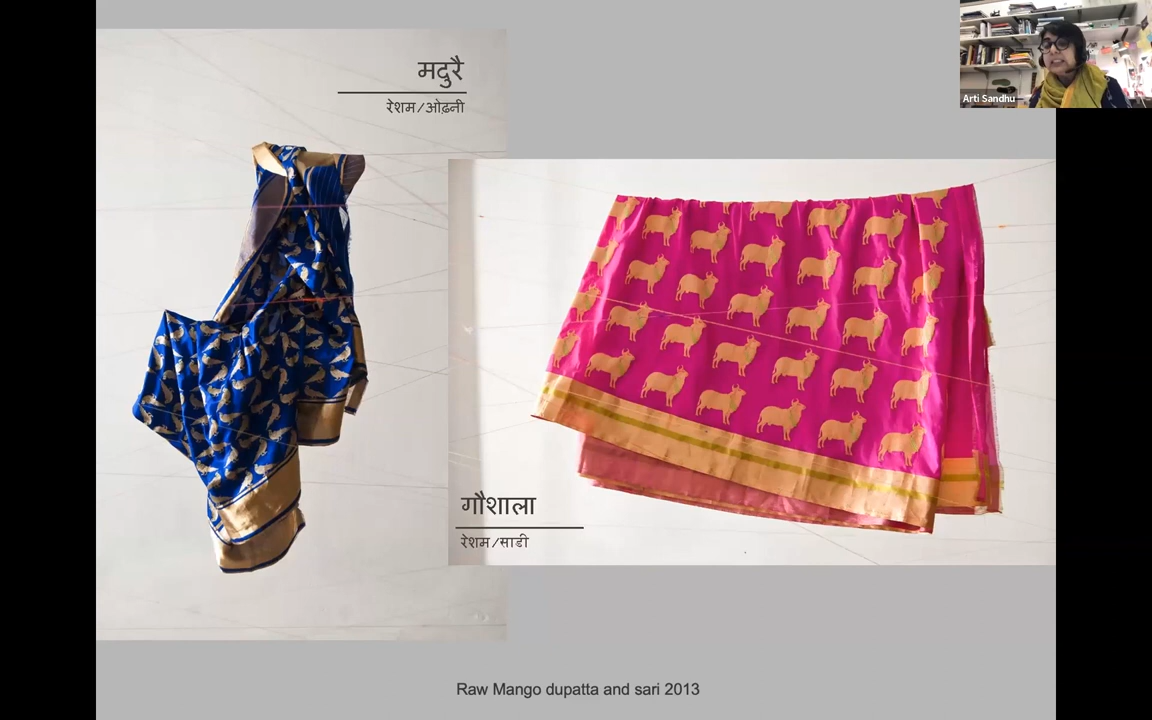 मदुरै
रेशम/ओढ़नी
Arti Sandhu
गौशाला
रेशम/साडी
Raw Mango dupatta and sari 2013